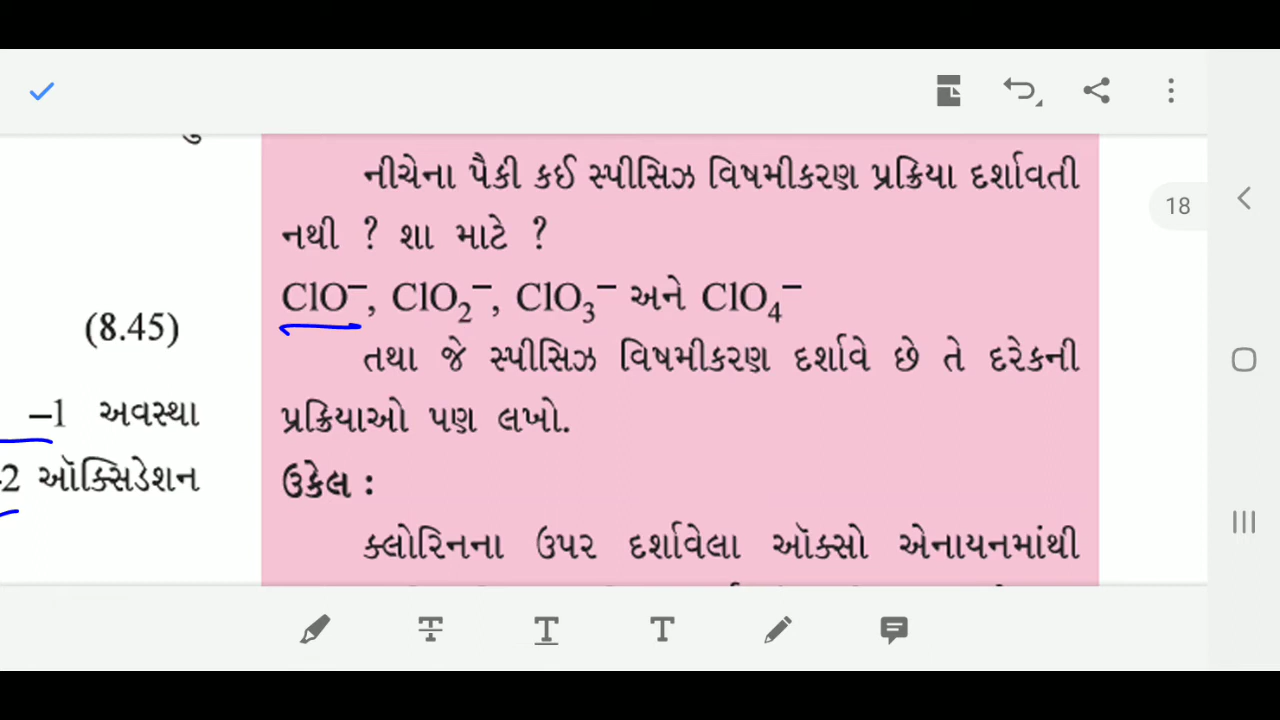 18
નીચેના પૈકી કઈ સ્પીસિઝ વિષમીકરણ પ્રક્રિયા દર્શાવતી
નથી ? શા માટે ?
ClO⁻, ClO₂⁻, ClO₃⁻ અને ClO₄⁻
તથા જે સ્પીસિઝ વિષમીકરણ દર્શાવે છે તે દરેકની
પ્રક્રિયાઓ પણ લખો.
ઉકેલ :
ક્લોરિનના ઉપર દર્શાવેલા ઑક્સો એનાયનમાંથી
(8.45)
–1 અવસ્થા
2 ઑક્સિડેશન